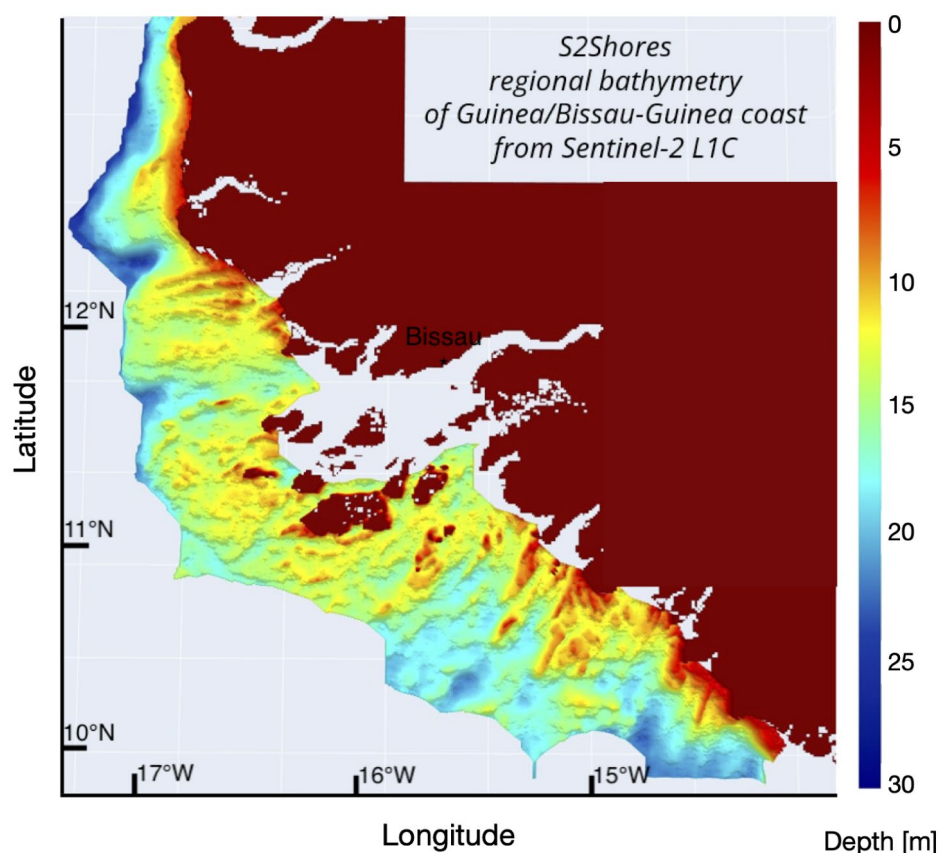 S2Shores
regional bathymetry
of Guinea/Bissau-Guinea coast
from Sentinel-2 L1C
0
5
10
15
20
25
30
Depth [m]
12°N
11°N
10°N
Latitude
Bissau
17°W
16°W
15°W
Longitude